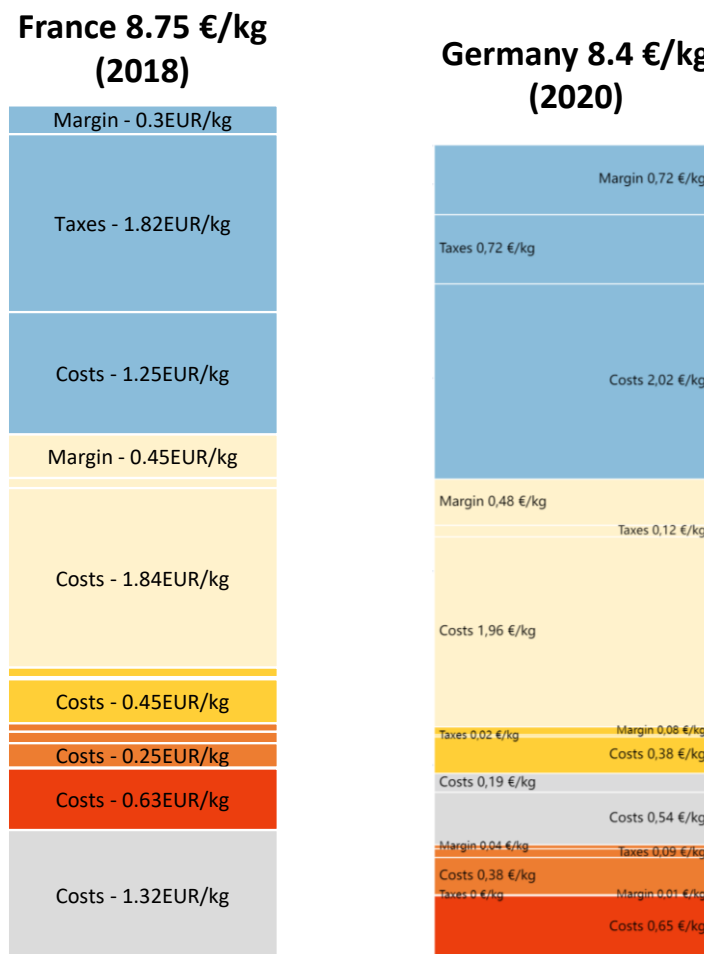 France 8.75 €/kg
(2018)
Margin - 0.3EUR/kg
Taxes - 1.82EUR/kg
Costs - 1.25EUR/kg
Margin - 0.45EUR/kg
Costs - 1.84EUR/kg
Costs - 0.45EUR/kg
Costs - 0.25EUR/kg
Costs - 0.63EUR/kg
Costs - 1.32EUR/kg
Germany 8.4 €/kg
(2020)
Margin 0,72 €/kg
Taxes 0,72 €/kg
Costs 2,02 €/kg
Margin 0,48 €/kg
Taxes 0,12 €/kg
Costs 1,96 €/kg
Margin 0,08 €/kg
Taxes 0,02 €/kg
Costs 0,38 €/kg
Costs 0,19 €/kg
Costs 0,54 €/kg
Margin 0,04 €/kg
Taxes 0,09 €/kg
Costs 0,38 €/kg
Taxes 0 €/kg
Margin 0,01 €/kg
Costs 0,65 €/kg